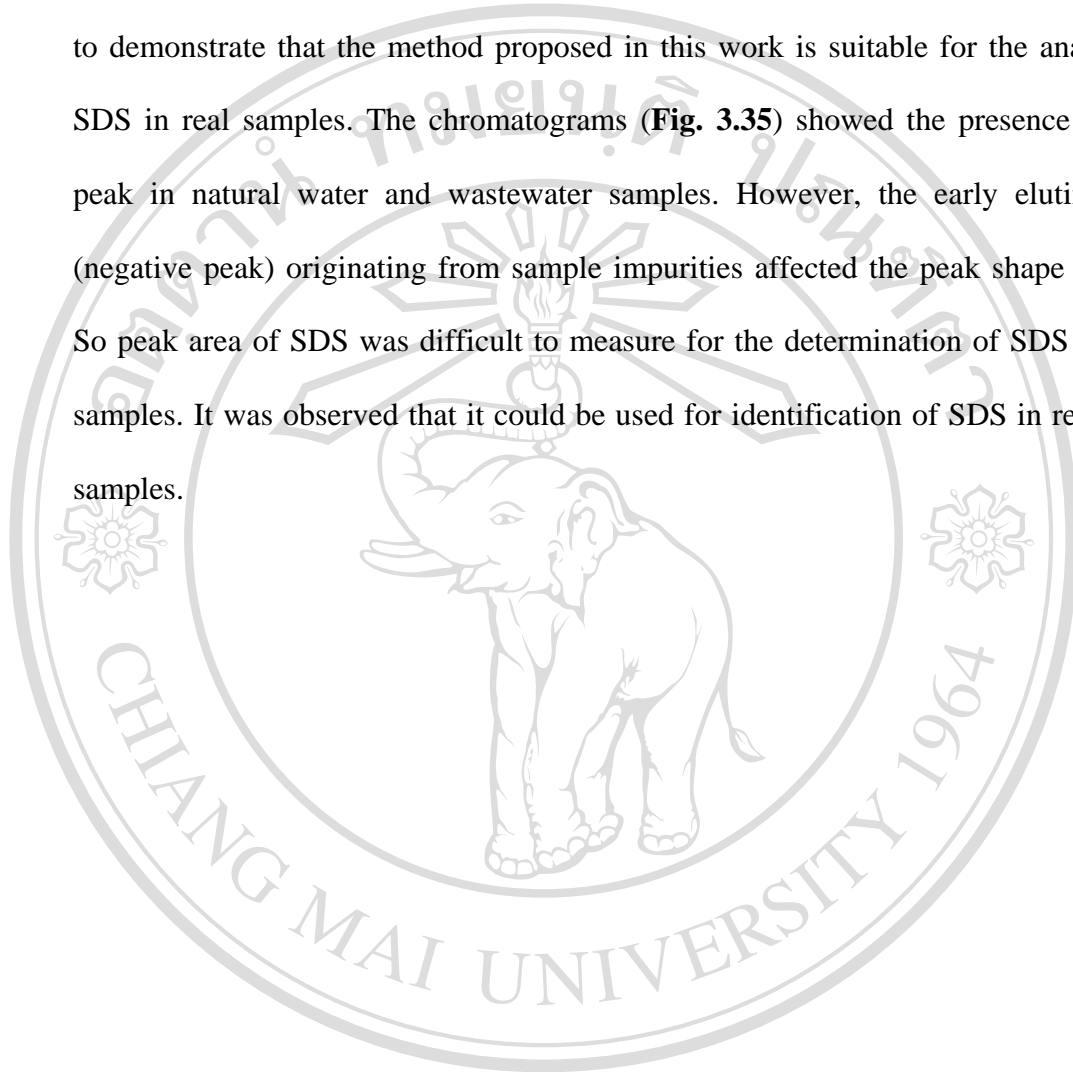 to demonstrate that the method proposed in this work is suitable for the ana
SDS in real samples. The chromatograms (Fig. 3.35) showed the presence
peak in natural water and wastewater samples. However, the early eluti
(negative peak) originating from sample impurities affected the peak shape
So peak area of SDS was difficult to measure for the determination of SDS
samples. It was observed that it could be used for identification of SDS in re
samples.
CHIANG MAI UNIVERSITY 1964